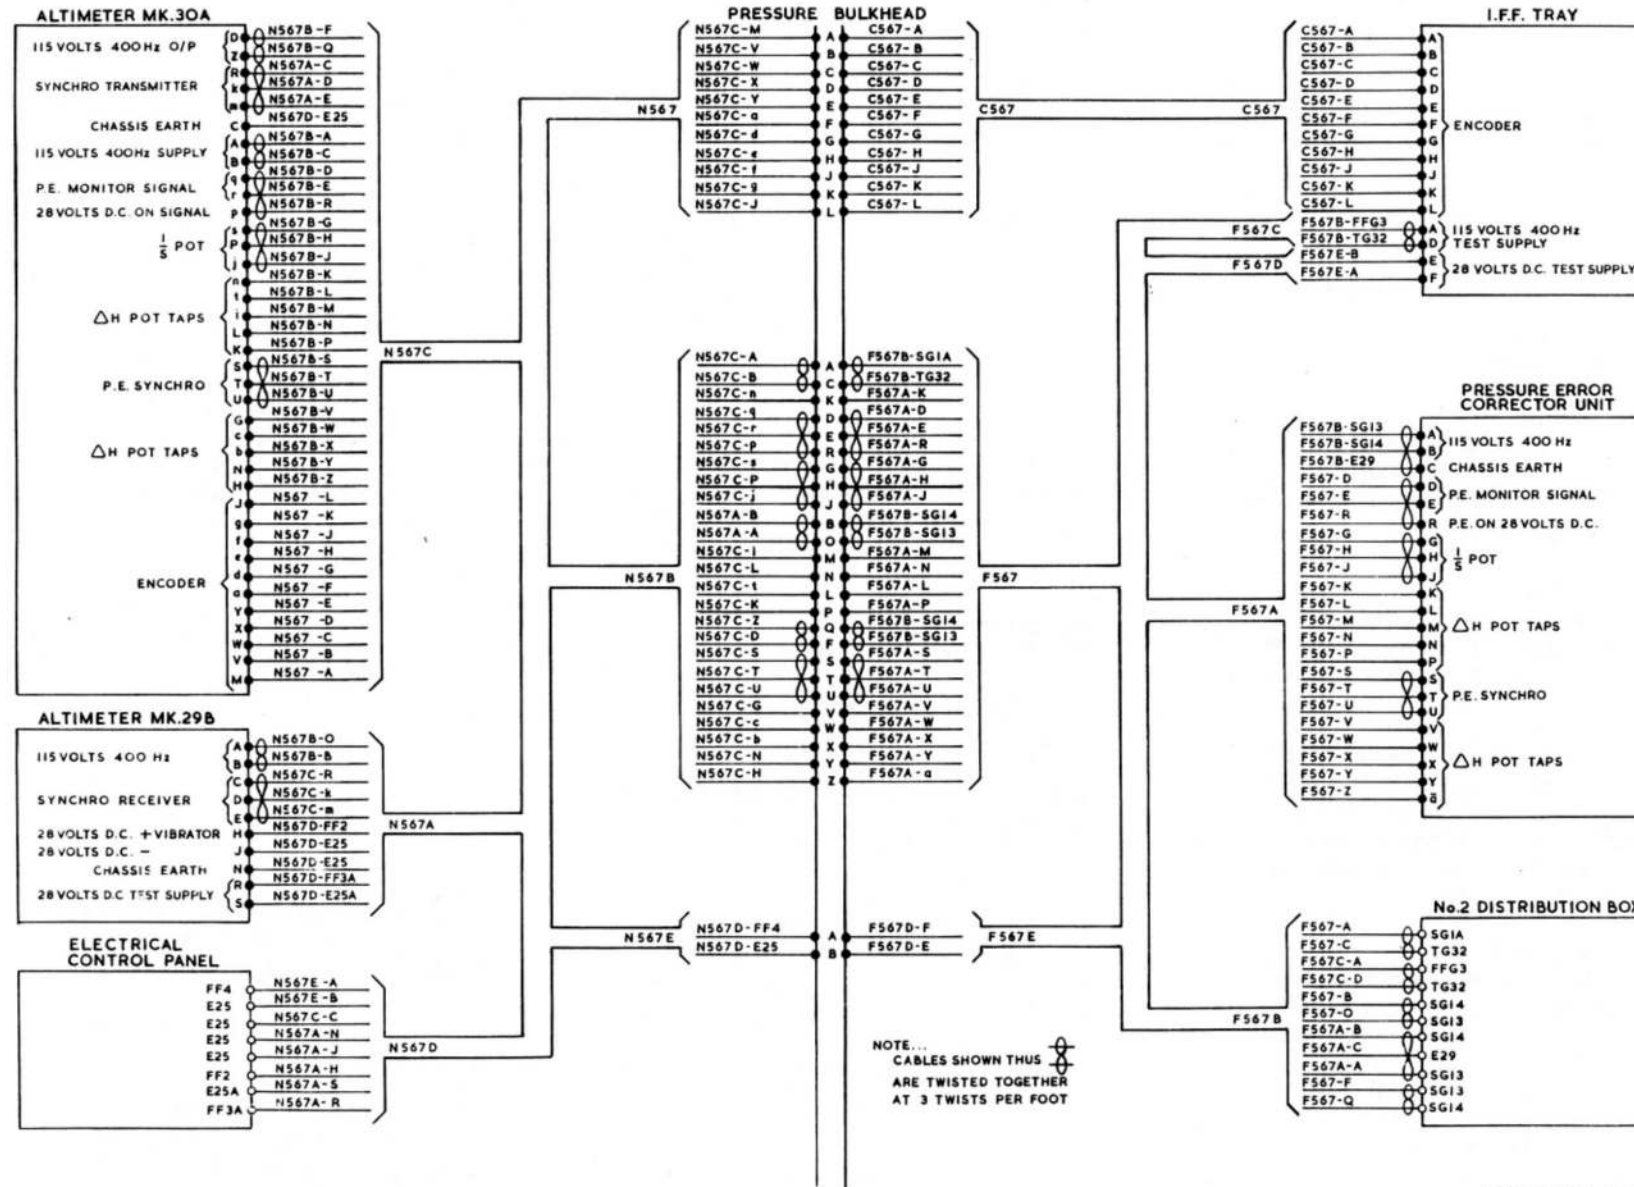 ALTIMETER MK.30A
115 VOLTS 400 Hz O/P
D N567B-F
Z N567B-Q
SYNCHRO TRANSMITTER
R N567A-C
k N567A-D
m N567A-E
CHASSIS EARTH C N567D-E25
115 VOLTS 400Hz SUPPLY
A N567B-A
B N567B-C
P.E. MONITOR SIGNAL
q N567B-D
r N567B-E
28 VOLTS D.C. ON SIGNAL P N567B-R
1/S POT
s N567B-G
P N567B-H
j N567B-J
△H POT TAPS
n N567B-K
t N567B-L
i N567B-M
L N567B-N
K N567B-P
P.E. SYNCHRO
S N567B-S
T N567B-T
U N567B-U
△H POT TAPS
G N567B-V
c N567B-W
b N567B-X
N N567B-Y
H N567B-Z
ENCODER
J N567 -L
g N567 -K
f N567 -J
e N567 -H
d N567 -G
a N567 -F
Y N567 -E
X N567 -D
W N567 -C
V N567 -B
M N567 -A
N567C
ALTIMETER MK.29B
115 VOLTS 400 Hz
A N567B-O
B N567B-B
SYNCHRO RECEIVER
C N567C-R
D N567C-k
E N567C-m
28 VOLTS D.C. + VIBRATOR H N567D-FF2
28 VOLTS D.C. − J N567D-E25
CHASSIS EARTH N N567D-E25
28 VOLTS D.C TEST SUPPLY
R N567D-FF3A
S N567D-E25A
N567A
ELECTRICAL
CONTROL PANEL
FF4 N567E-A
E25 N567E-B
E25 N567C-C
E25 N567A-N
E25 N567A-J
FF2 N567A-H
E25A N567A-S
FF3A N567A-R
N567D
PRESSURE BULKHEAD
N567
N567C-M A C567-A
N567C-V B C567-B
N567C-W C C567-C
N567C-X D C567-D
N567C-Y E C567-E
N567C-a F C567-F
N567C-d G C567-G
N567C-e H C567-H
N567C-f J C567-J
N567C-g K C567-K
N567C-J L C567-L
C567
N567B
N567C-A A F567B-SG1A
N567C-B C F567B-TG32
N567C-n K F567A-K
N567C-q D F567A-D
N567C-r E F567A-E
N567C-p R F567A-R
N567C-s G F567A-G
N567C-P H F567A-H
N567C-j J F567A-J
N567A-B B F567B-SG14
N567A-A O F567B-SG13
N567C-i M F567A-M
N567C-L N F567A-N
N567C-t L F567A-L
N567C-K P F567A-P
N567C-Z Q F567B-SG14
N567C-D F F567B-SG13
N567C-S S F567A-S
N567C-T T F567A-T
N567C-U U F567A-U
N567C-G V F567A-V
N567C-c W F567A-W
N567C-b X F567A-X
N567C-N Y F567A-Y
N567C-H Z F567A-a
F567
N567E
N567D-FF4 A F567D-F
N567D-E25 B F567D-E
F567E
NOTE...
CABLES SHOWN THUS
ARE TWISTED TOGETHER
AT 3 TWISTS PER FOOT
I.F.F. TRAY
C567
C567-A A
C567-B B
C567-C C
C567-D D
C567-E E
C567-F F
C567-G G
C567-H H
C567-J J
C567-K K
C567-L L
ENCODER
F567C
F567B-FFG3 A
F567B-TG32 D
115 VOLTS 400 Hz
TEST SUPPLY
F567D
F567E-B E
F567E-A F
28 VOLTS D.C. TEST SUPPLY
PRESSURE ERROR
CORRECTOR UNIT
F567A
F567B-SG13 A
F567B-SG14 B
115 VOLTS 400 Hz
F567B-E29 C CHASSIS EARTH
F567-D D
F567-E E
P.E. MONITOR SIGNAL
F567-R R P.E. ON 28 VOLTS D.C.
F567-G G
F567-H H
F567-J J
1/S POT
F567-K K
F567-L L
F567-M M
F567-N N
F567-P P
△H POT TAPS
F567-S S
F567-T T
F567-U U
P.E. SYNCHRO
F567-V V
F567-W W
F567-X X
F567-Y Y
F567-Z a
△H POT TAPS
No.2 DISTRIBUTION BOX
F567B
F567-A SG1A
F567-C TG32
F567C-A FFG3
F567C-D TG32
F567-B SG14
F567-O SG13
F567A-B SG14
F567A-C E29
F567A-A SG13
F567-F SG13
F567-Q SG14